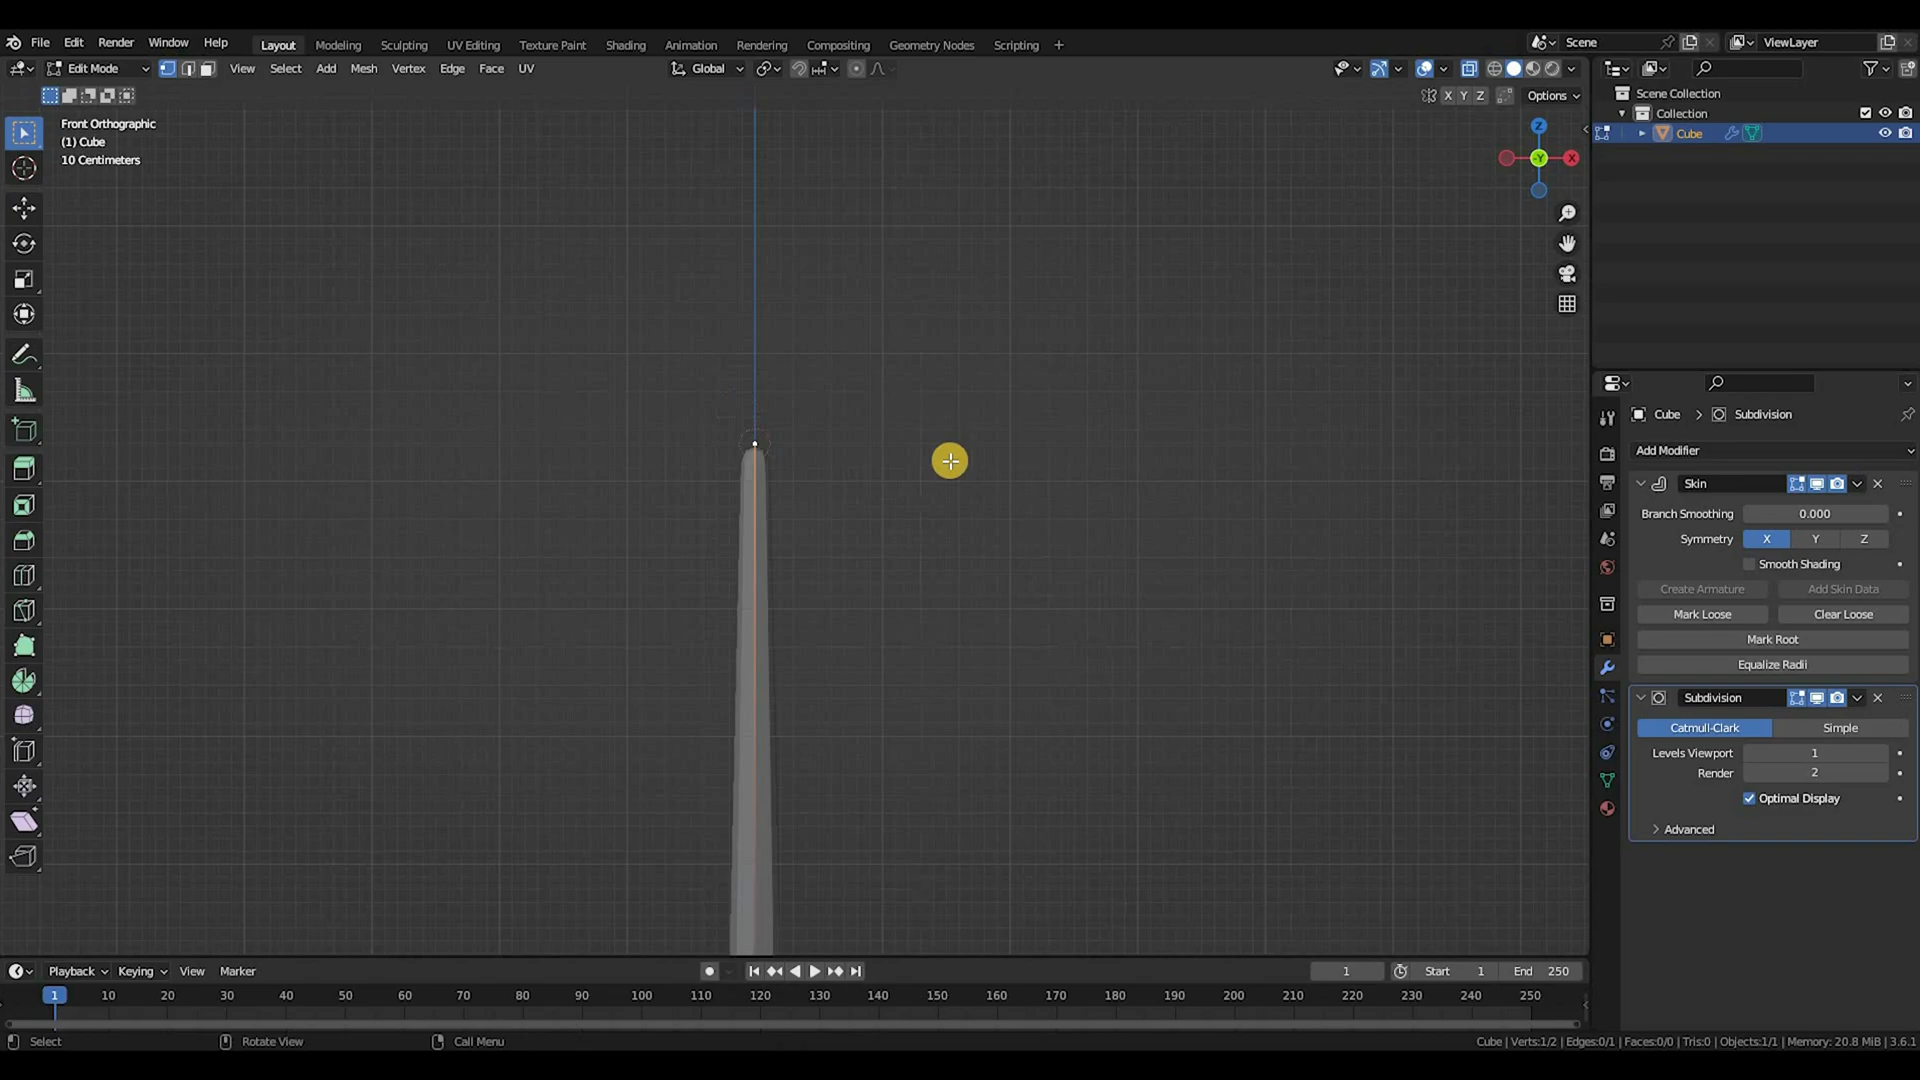 File Edit Render Window Help Layout Modeling Sculpting UV Editing Texture Paint Shading Animation Rendering Compositing Geometry Nodes Scripting + Scene ViewLayer
Edit Mode View Select Add Mesh Vertex Edge Face UV Global
X Y Z Options
Front Orthographic
(1) Cube
10 Centimeters
Z
-Y X
Scene Collection
Collection
Cube
Cube > Subdivision
Add Modifier
Skin
Branch Smoothing 0.000
Symmetry X Y Z
Smooth Shading
Create Armature Add Skin Data
Mark Loose Clear Loose
Mark Root
Equalize Radii
Subdivision
Catmull-Clark Simple
Levels Viewport 1
Render 2
Optimal Display
Advanced
Playback Keying View Marker 1 Start 1 End 250
1 10 20 30 40 50 60 70 80 90 100 110 120 130 140 150 160 170 180 190 200 210 220 230 240 250
Select Rotate View Call Menu Cube | Verts:1/2 | Edges:0/1 | Faces:0/0 | Tris:0 | Objects:1/1 | Memory: 20.8 MiB | 3.6.1